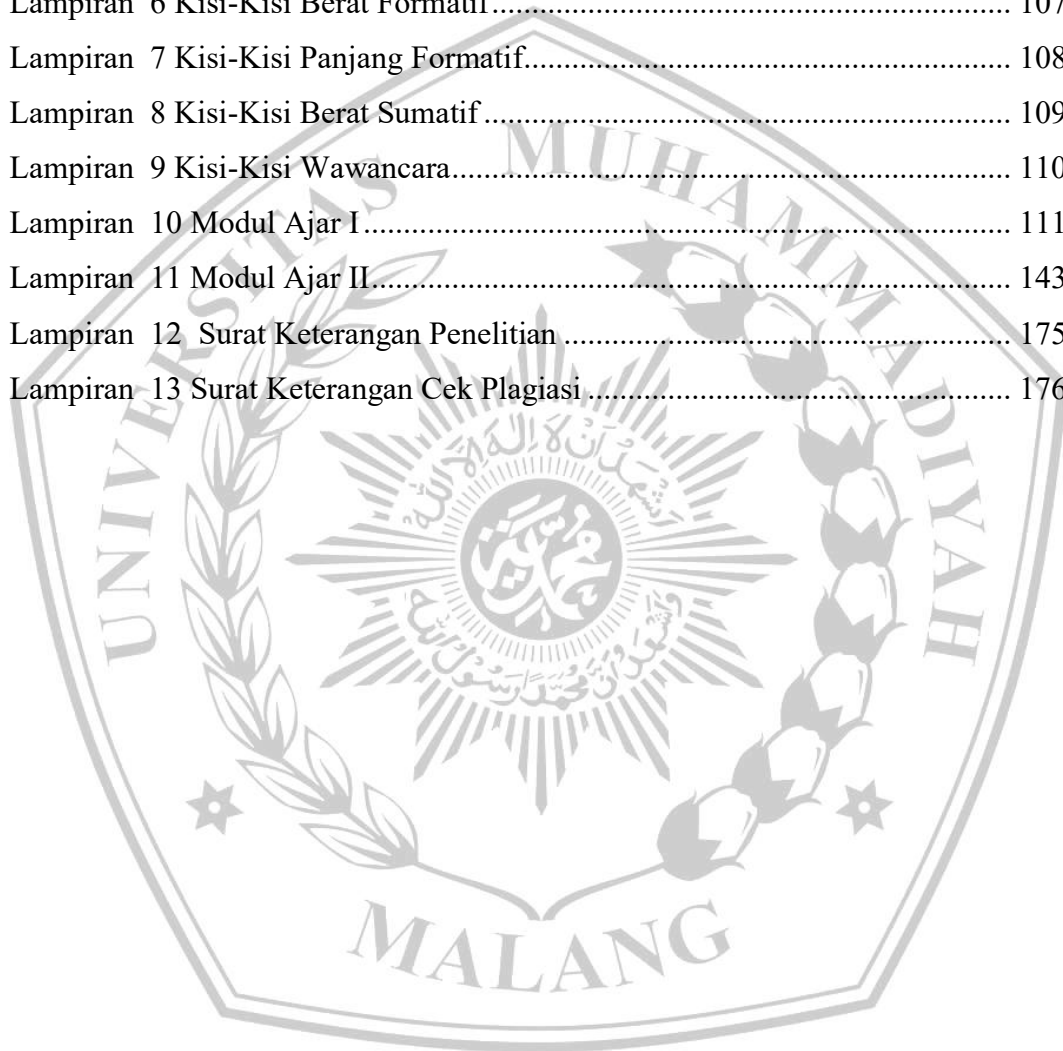 Lampiran  6 Kisi-Kisi Berat Formatif.................................................................. 107
Lampiran  7 Kisi-Kisi Panjang Formatif.............................................................. 108
Lampiran  8 Kisi-Kisi Berat Sumatif ................................................................... 109
Lampiran  9 Kisi-Kisi Wawancara....................................................................... 110
Lampiran  10 Modul Ajar I.................................................................................. 111
Lampiran  11 Modul Ajar II................................................................................. 143
Lampiran  12  Surat Keterangan Penelitian ......................................................... 175
Lampiran  13 Surat Keterangan Cek Plagiasi ...................................................... 176
UNIVERSITAS MUHAMMADIYAH
MALANG